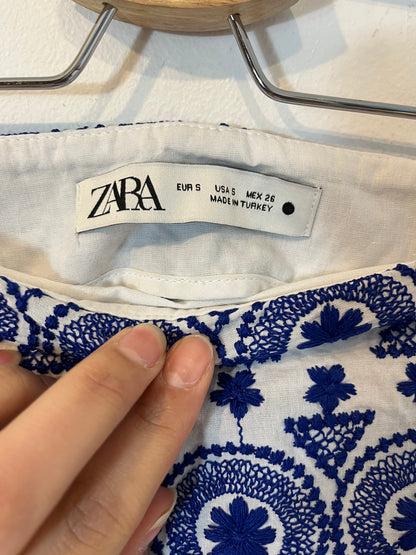 ZARA
EUR S USA S MEX 26
MADE IN TURKEY